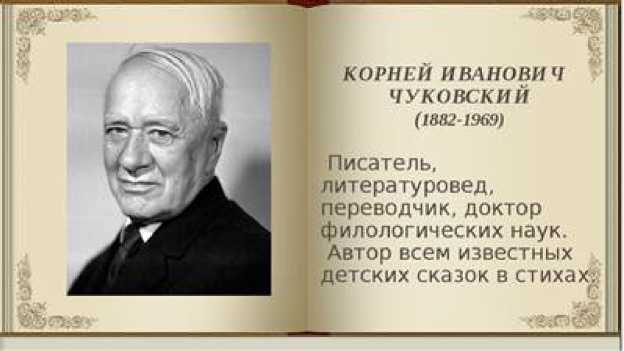 КОРНЕЙ ИВАНОВИЧ
ЧУКОВСКИЙ
(1882-1969)
Писатель,
литературовед,
переводчик, доктор
филологических наук.
Автор всем известных
детских сказок в стихах